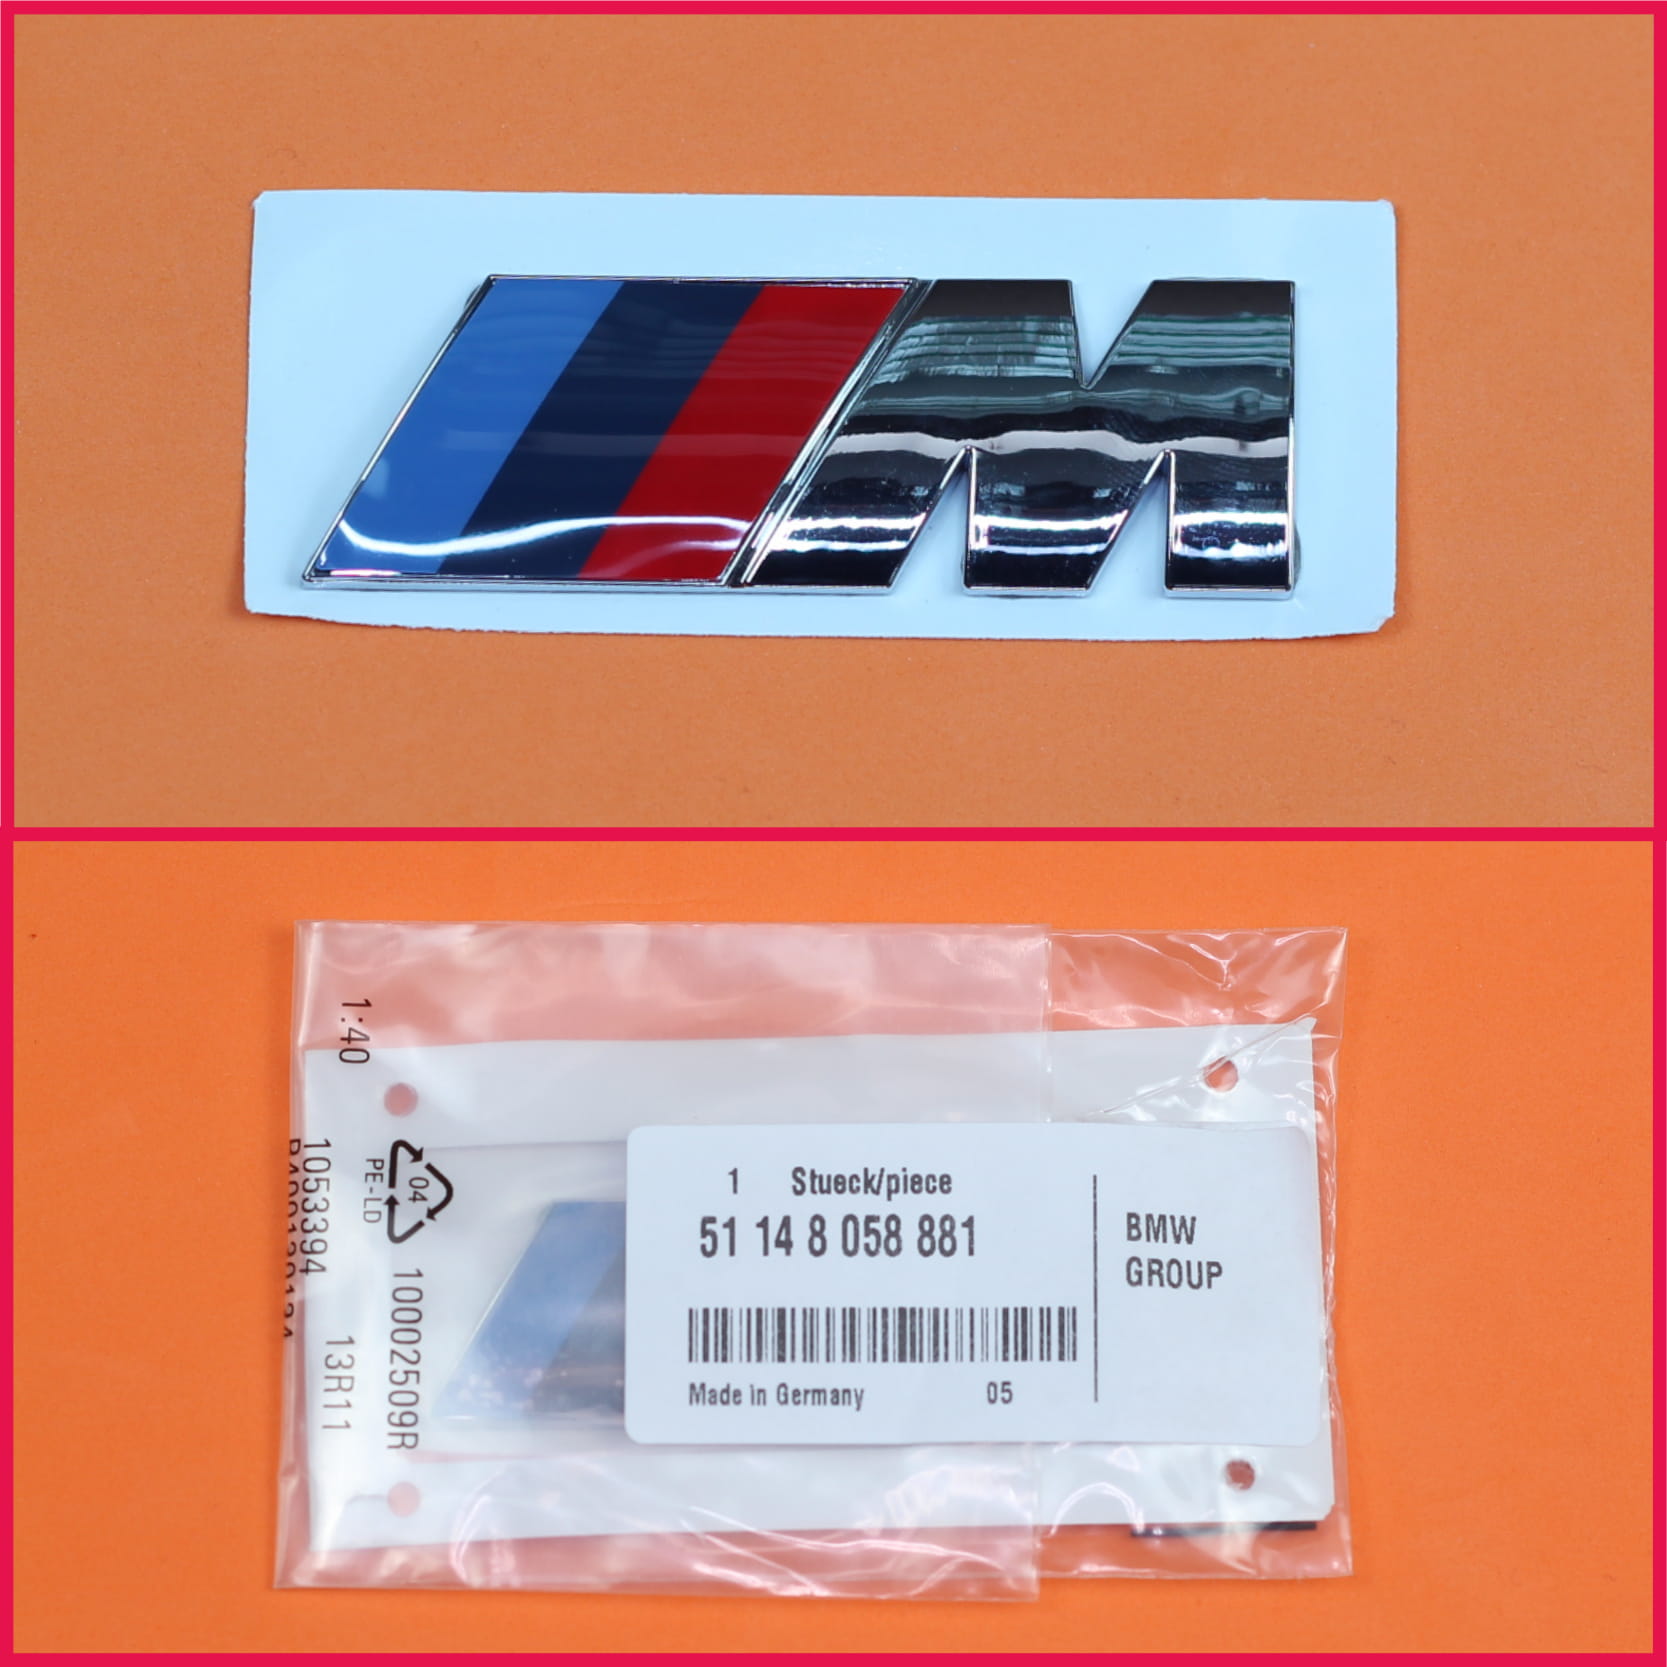 M
1:40
1053394 13R11
04
PE-LD
100025509R
1 Stueck/piece
51 14 8 058 881
Made in Germany 05
BMW
GROUP